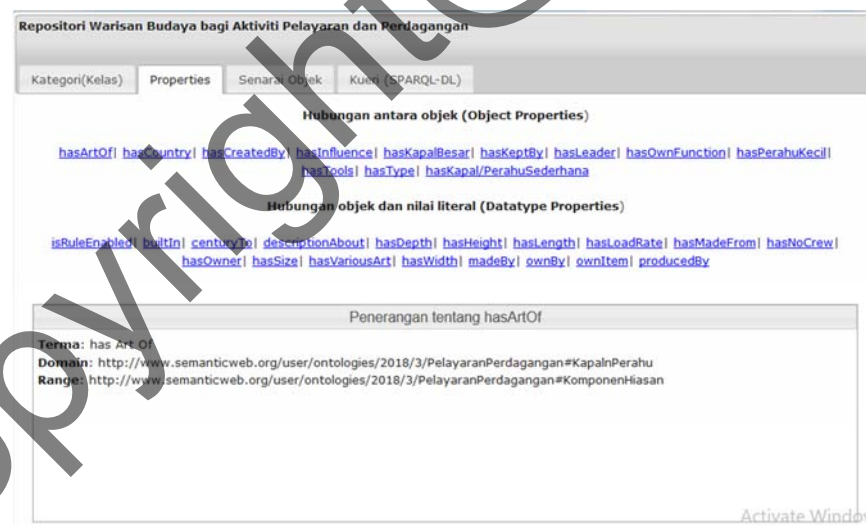 Repositori Warisan Budaya bagi Aktiviti Pelayaran dan Perdagangan
Kategori(Kelas) Properties Senarai Objek Kueri (SPARQL-DL)
Hubungan antara objek (Object Properties)
hasArtOf| hasCountry| hasCreatedBy| hasInfluence| hasKapalBesar| hasKeptBy| hasLeader| hasOwnFunction| hasPerahuKecil|
hasTools| hasType| hasKapal/PerahuSederhana
Hubungan objek dan nilai literal (Datatype Properties)
isRuleEnabled| builtIn| centuryTo| descriptionAbout| hasDepth| hasHeight| hasLength| hasLoadRate| hasMadeFrom| hasNoCrew|
hasOwner| hasSize| hasVariousArt| hasWidth| madeBy| ownBy| ownItem| producedBy
Penerangan tentang hasArtOf
Terma: has Art Of
Domain: http://www.semanticweb.org/user/ontologies/2018/3/PelayaranPerdagangan#KapalnPerahu
Range: http://www.semanticweb.org/user/ontologies/2018/3/PelayaranPerdagangan#KomponenHiasan
Activate Window